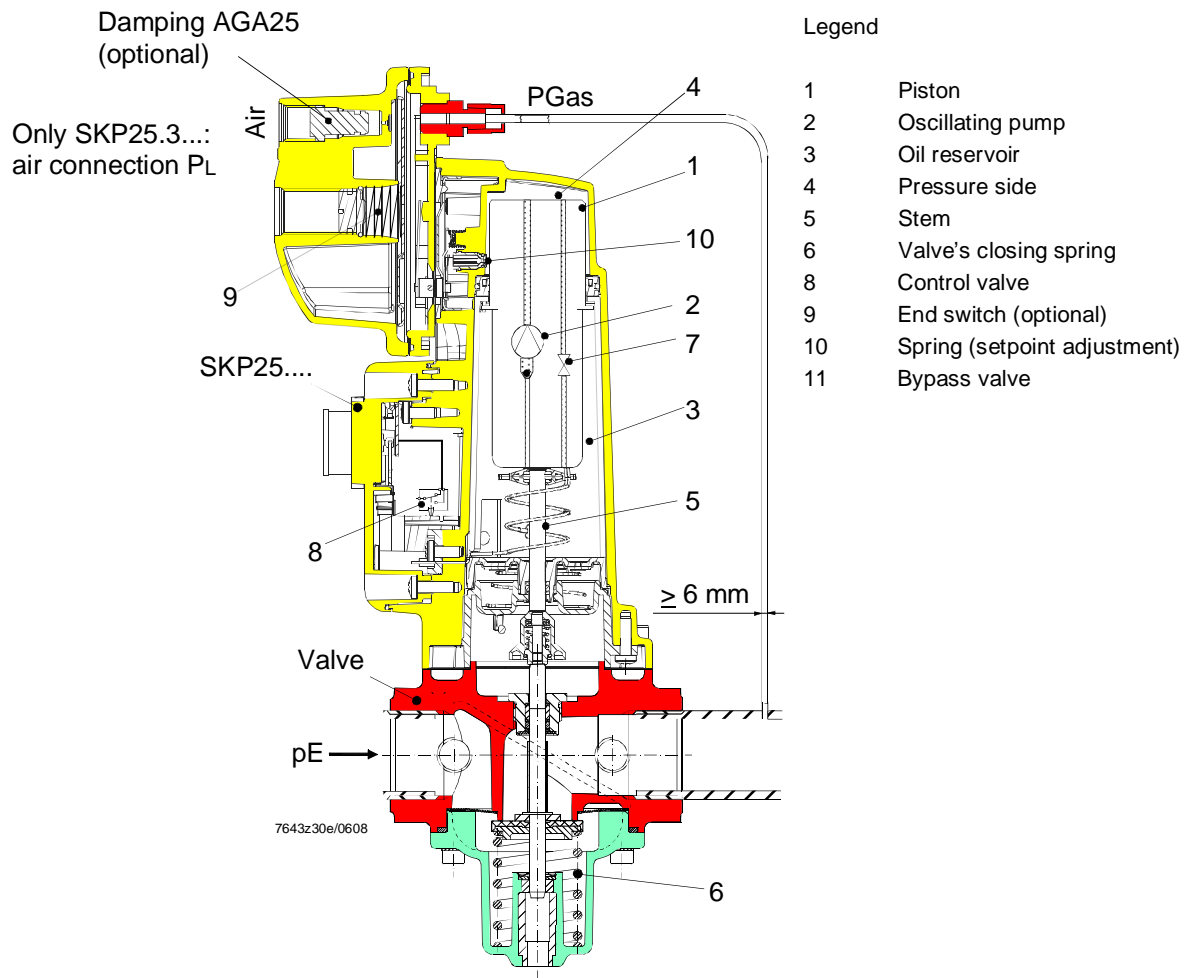 Damping AGA25
(optional)
Air
Only SKP25.3...:
air connection PL
PGas
4
1
10
9
2
7
SKP25....
3
5
8
≥ 6 mm
Valve
pE
7643z30e/0608
6
Legend
1 Piston
2 Oscillating pump
3 Oil reservoir
4 Pressure side
5 Stem
6 Valve's closing spring
8 Control valve
9 End switch (optional)
10 Spring (setpoint adjustment)
11 Bypass valve